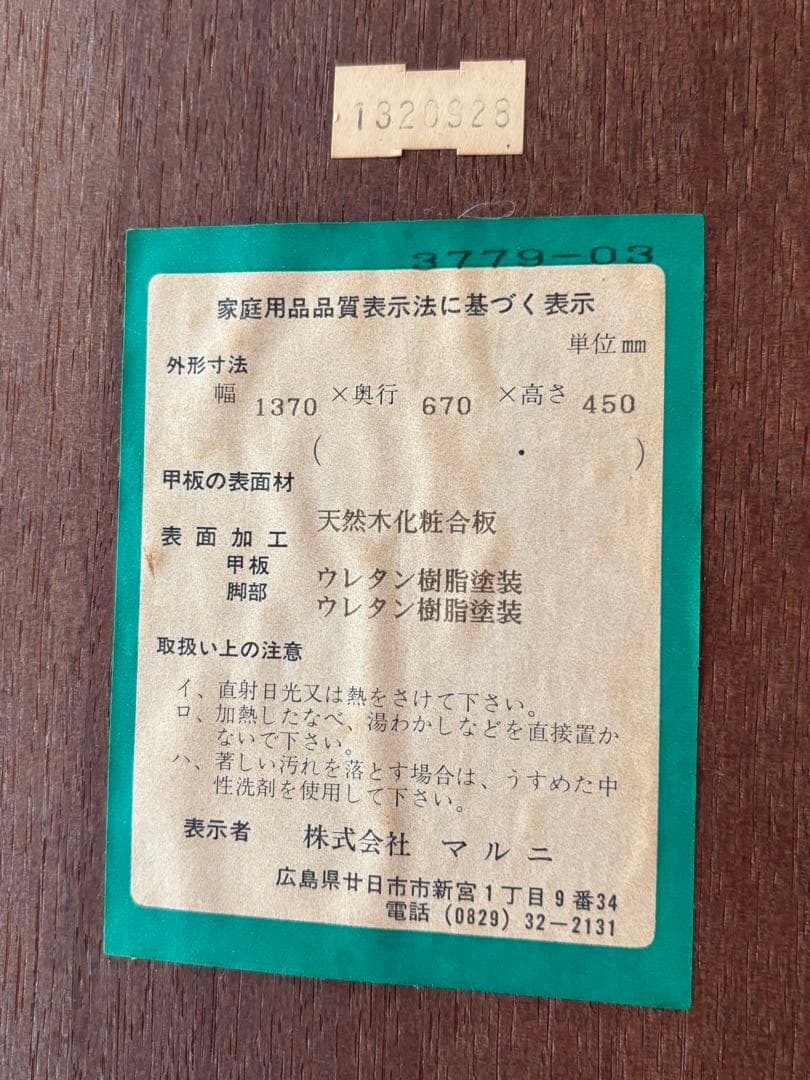 1320928
3779-03
家庭用品品質表示法に基づく表示
単位㎜
外形寸法
幅 1370 ×奥行 670 ×高さ 450
( ・ )
甲板の表面材
天然木化粧合板
表面加工
甲板 ウレタン樹脂塗装
脚部 ウレタン樹脂塗装
取扱い上の注意
イ、直射日光又は熱をさけて下さい。
ロ、加熱したなべ、湯わかしなどを直接置か
ないで下さい。
ハ、著しい汚れを落とす場合は、うすめた中
性洗剤を使用して下さい。
表示者 株式会社 マルニ
広島県廿日市市新宮1丁目9番34
電話 (0829) 32-2131